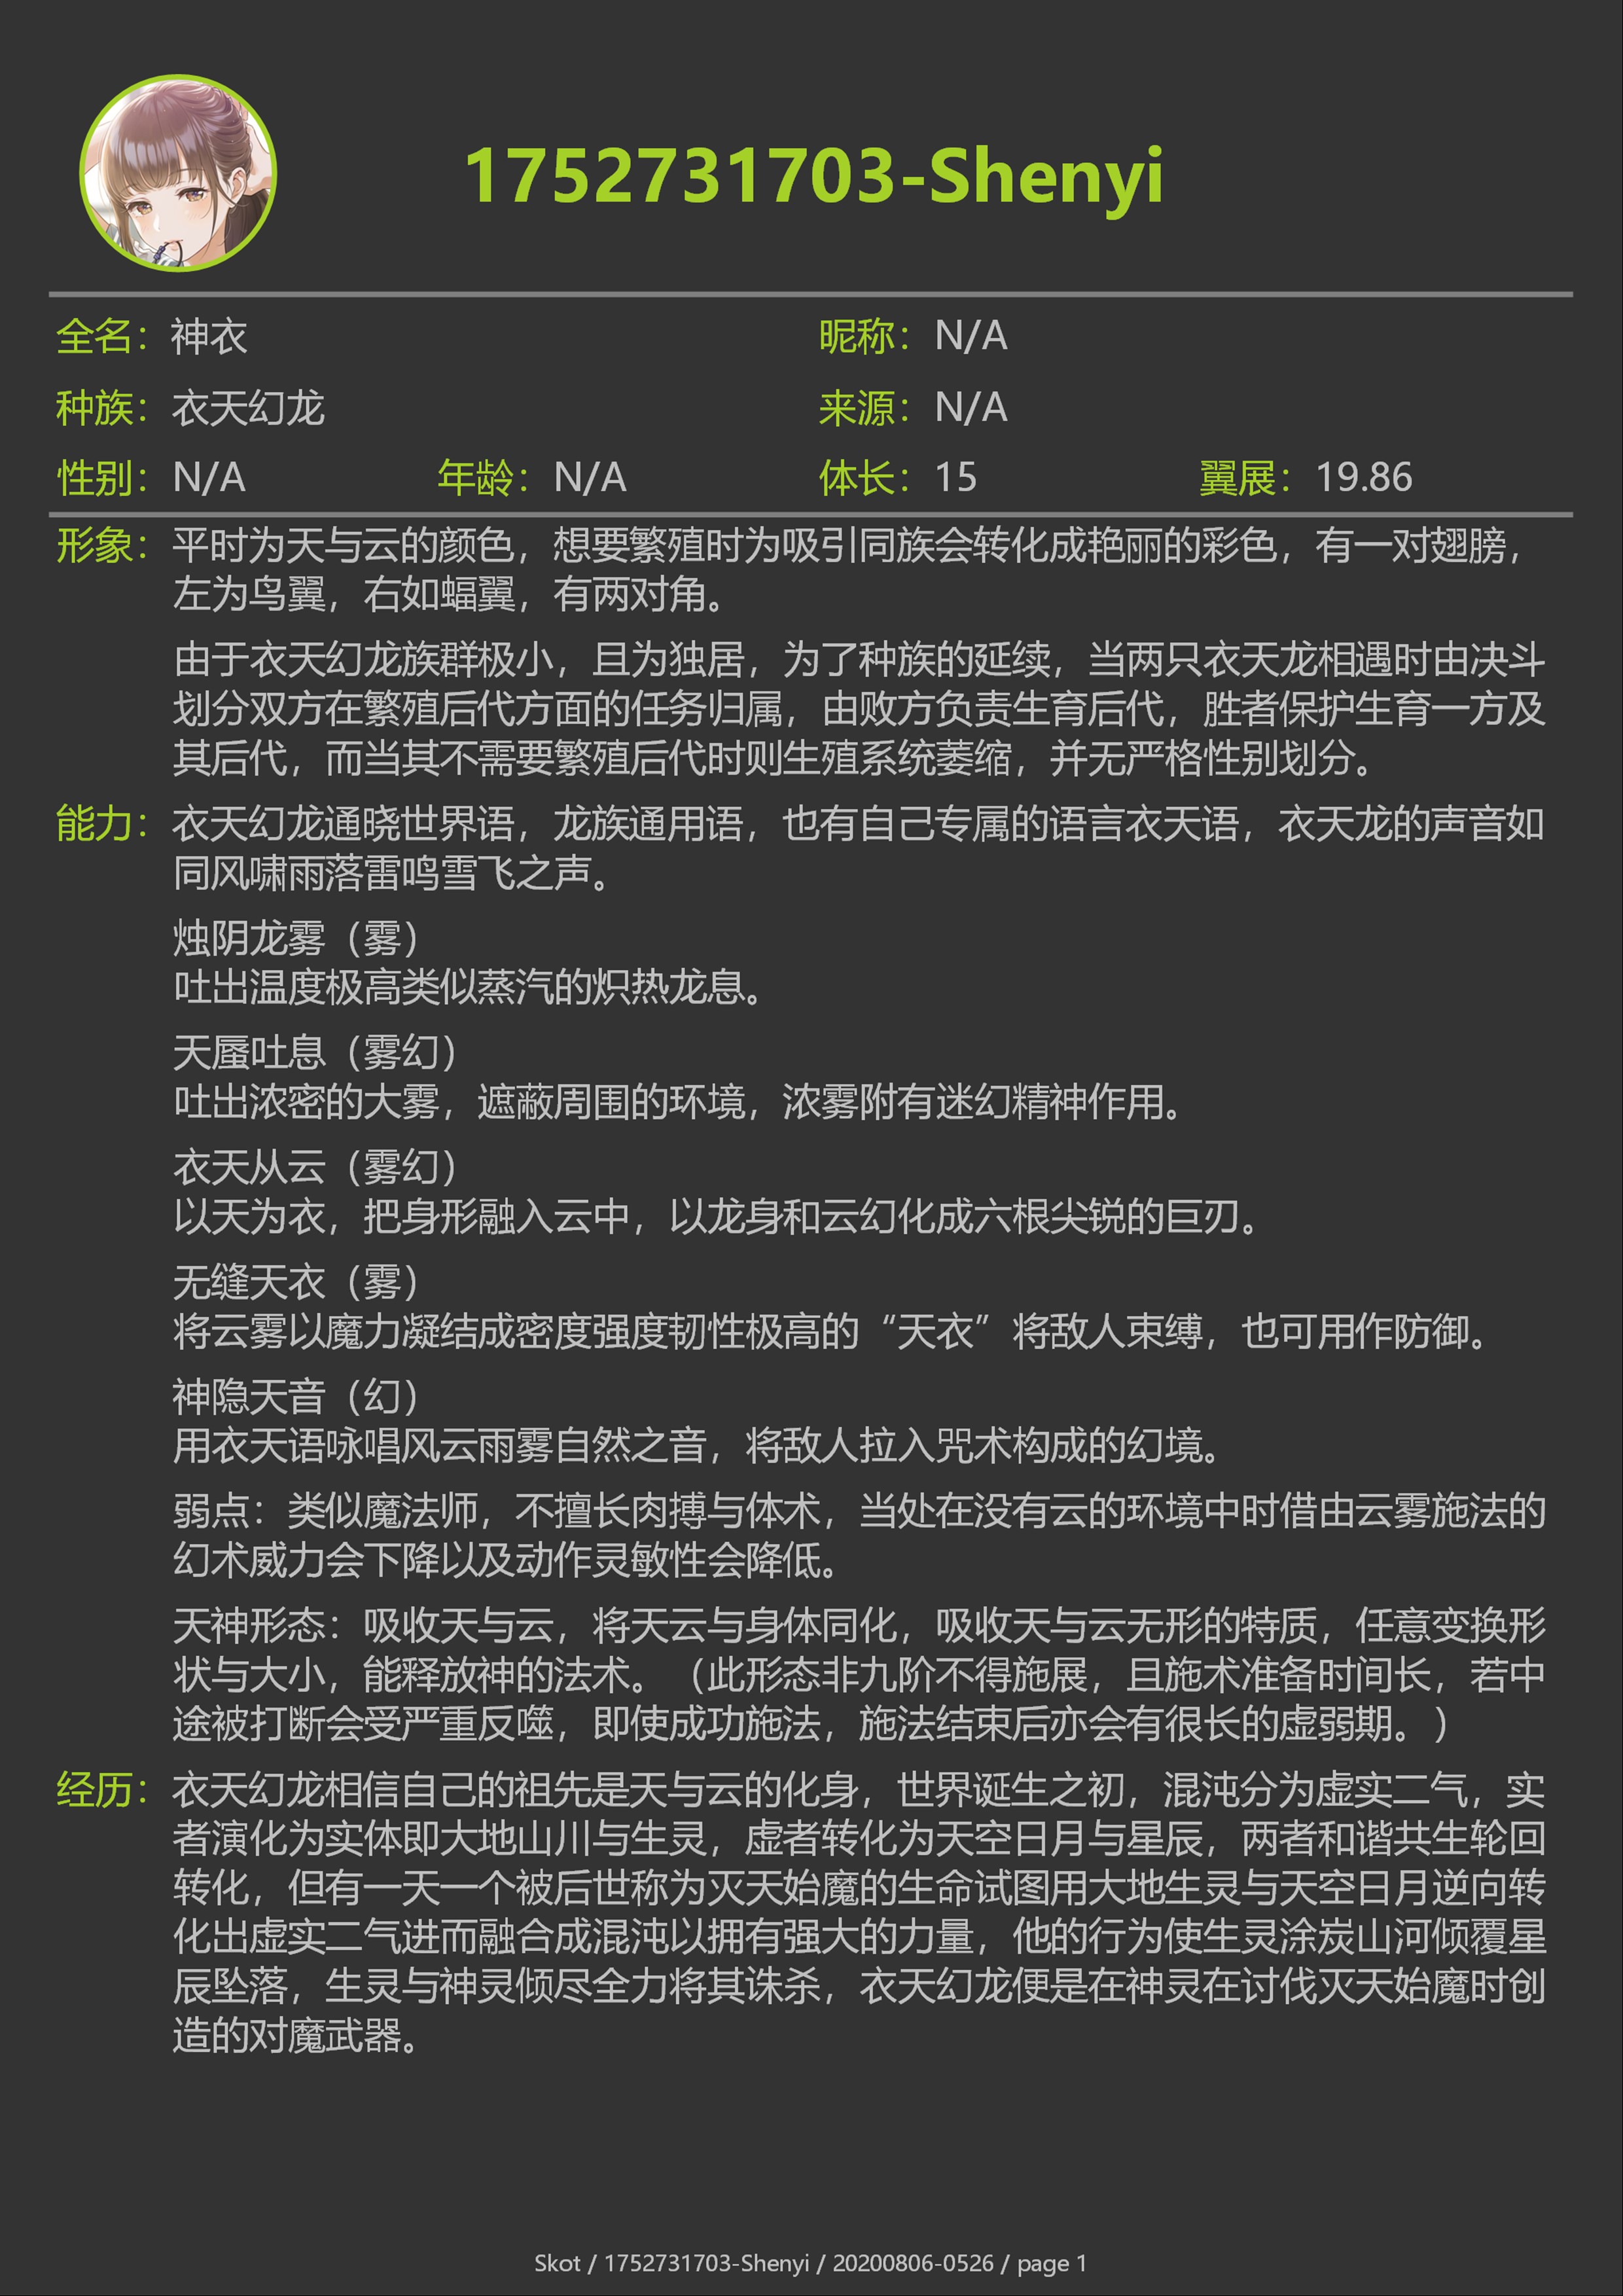 1752731703-Shenyi
全名：神衣 昵称：N/A
种族：衣天幻龙 来源：N/A
性别：N/A 年龄：N/A 体长：15 翼展：19.86
形象：平时为天与云的颜色，想要繁殖时为吸引同族会转化成艳丽的彩色，有一对翅膀，
左为鸟翼，右如蝠翼，有两对角。
由于衣天幻龙族群极小，且为独居，为了种族的延续，当两只衣天龙相遇时由决斗
划分双方在繁殖后代方面的任务归属，由败方负责生育后代，胜者保护生育一方及
其后代，而当其不需要繁殖后代时则生殖系统萎缩，并无严格性别划分。
能力：衣天幻龙通晓世界语，龙族通用语，也有自己专属的语言衣天语，衣天龙的声音如
同风啸雨落雷鸣雪飞之声。
烛阴龙雾（雾）
吐出温度极高类似蒸汽的炽热龙息。
天蜃吐息（雾幻）
吐出浓密的大雾，遮蔽周围的环境，浓雾附有迷幻精神作用。
衣天从云（雾幻）
以天为衣，把身形融入云中，以龙身和云幻化成六根尖锐的巨刃。
无缝天衣（雾）
将云雾以魔力凝结成密度强度韧性极高的“天衣”将敌人束缚，也可用作防御。
神隐天音（幻）
用衣天语咏唱风云雨雾自然之音，将敌人拉入咒术构成的幻境。
弱点：类似魔法师，不擅长肉搏与体术，当处在没有云的环境中时借由云雾施法的
幻术威力会下降以及动作灵敏性会降低。
天神形态：吸收天与云，将天云与身体同化，吸收天与云无形的特质，任意变换形
状与大小，能释放神的法术。（此形态非九阶不得施展，且施术准备时间长，若中
途被打断会受严重反噬，即使成功施法，施法结束后亦会有很长的虚弱期。）
经历：衣天幻龙相信自己的祖先是天与云的化身，世界诞生之初，混沌分为虚实二气，实
者演化为实体即大地山川与生灵，虚者转化为天空日月与星辰，两者和谐共生轮回
转化，但有一天一个被后世称为灭天始魔的生命试图用大地生灵与天空日月逆向转
化出虚实二气进而融合成混沌以拥有强大的力量，他的行为使生灵涂炭山河倾覆星
辰坠落，生灵与神灵倾尽全力将其诛杀，衣天幻龙便是在神灵在讨伐灭天始魔时创
造的对魔武器。
Skot / 1752731703-Shenyi / 20200806-0526 / page 1